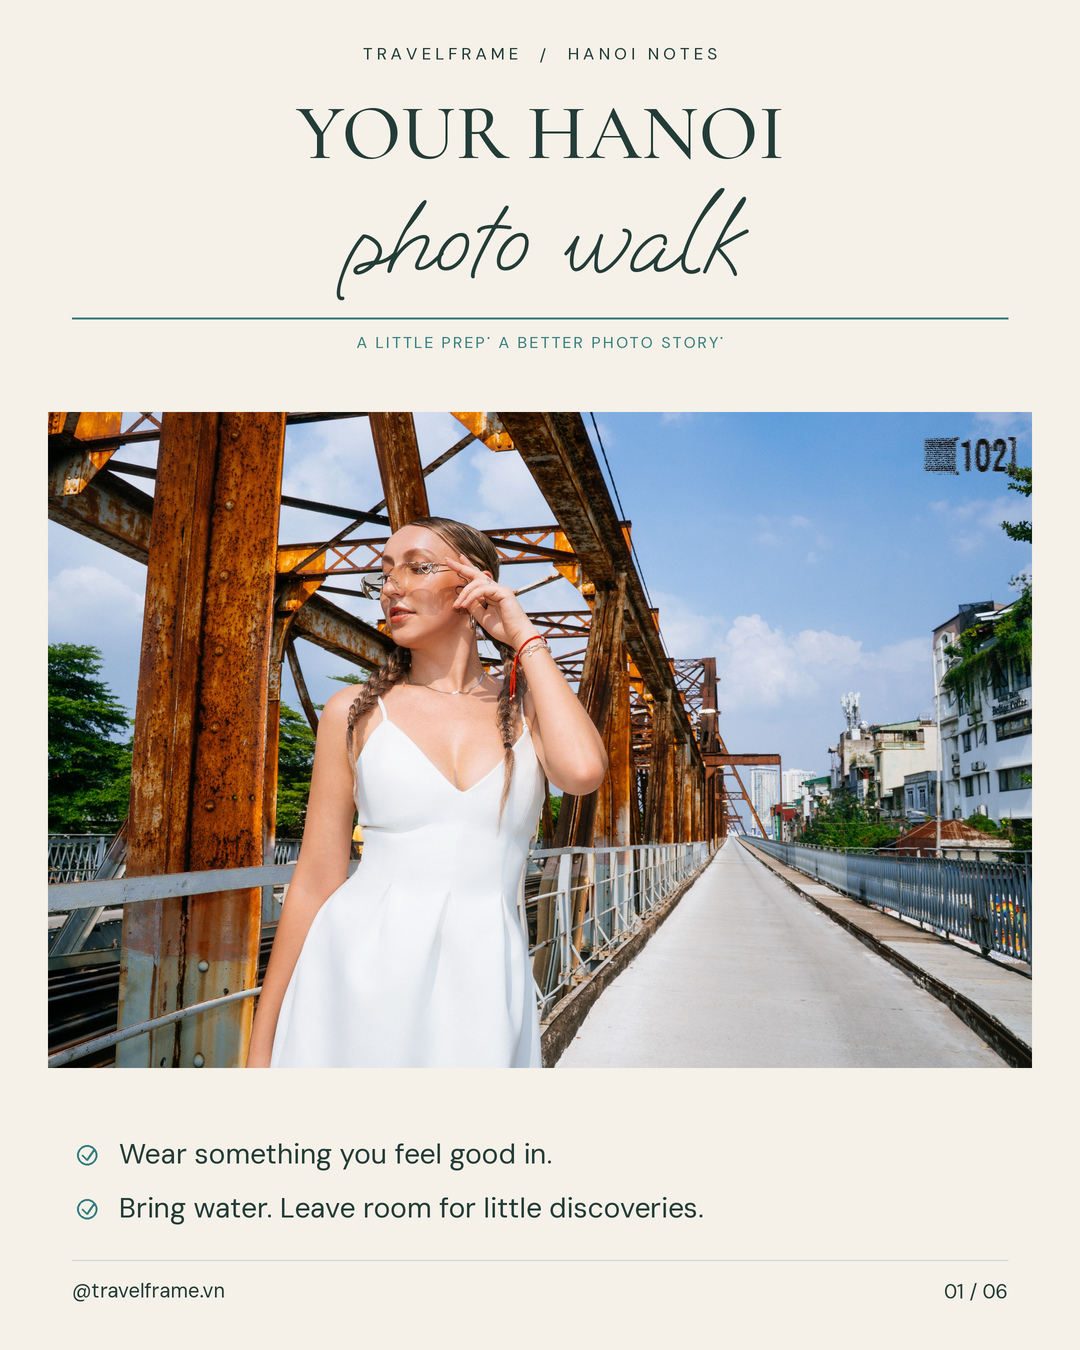 TRAVELFRAME / HANOI NOTES
YOUR HANOI
photo walk
A LITTLE PREP˙ A BETTER PHOTO STORY˙
[102]
Wear something you feel good in.
Bring water. Leave room for little discoveries.
@travelframe.vn
01 / 06